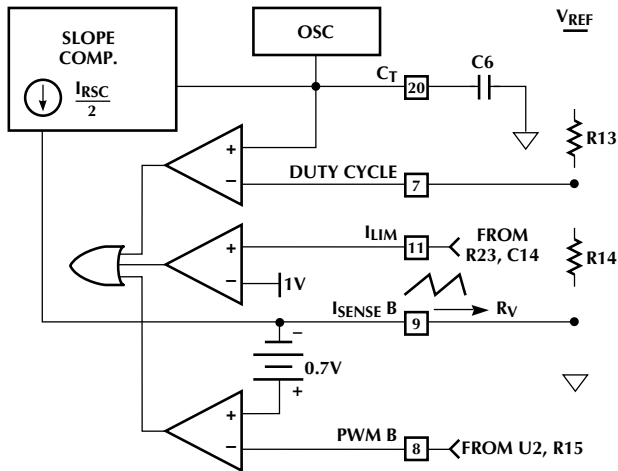 SLOPE
COMP.
I_RSC
2
OSC
V_REF
C_T
20
C6
R13
+
−
DUTY CYCLE
7
+
−
I_LIM
11
FROM
R23, C14
R14
1V
I_SENSE B
9
R_V
−
0.7V
+
+
−
PWM B
8
FROM U2, R15